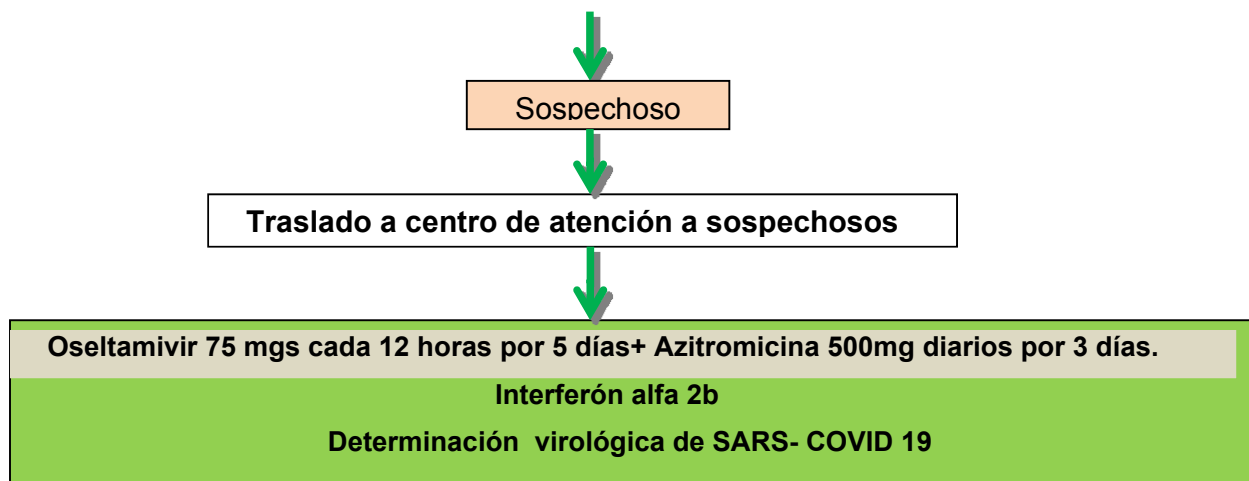 Sospechoso
Traslado a centro de atención a sospechosos
Oseltamivir 75 mgs cada 12 horas por 5 días+ Azitromicina 500mg diarios por 3 días.
Interferón alfa 2b
Determinación virológica de SARS- COVID 19